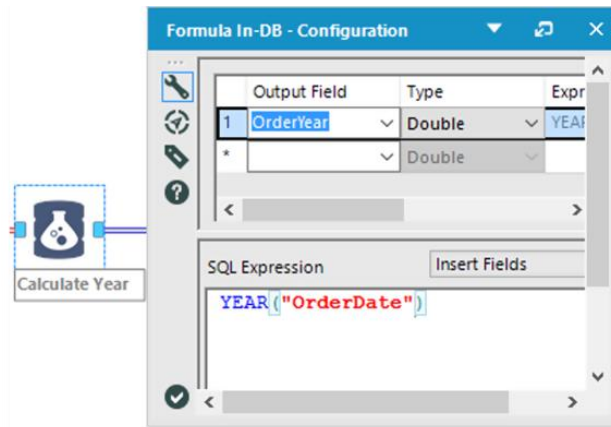 Formula In-DB - Configuration
Output Field Type Expr
1 OrderYear Double YEAR
* Double
Calculate Year
SQL Expression Insert Fields
YEAR("OrderDate")